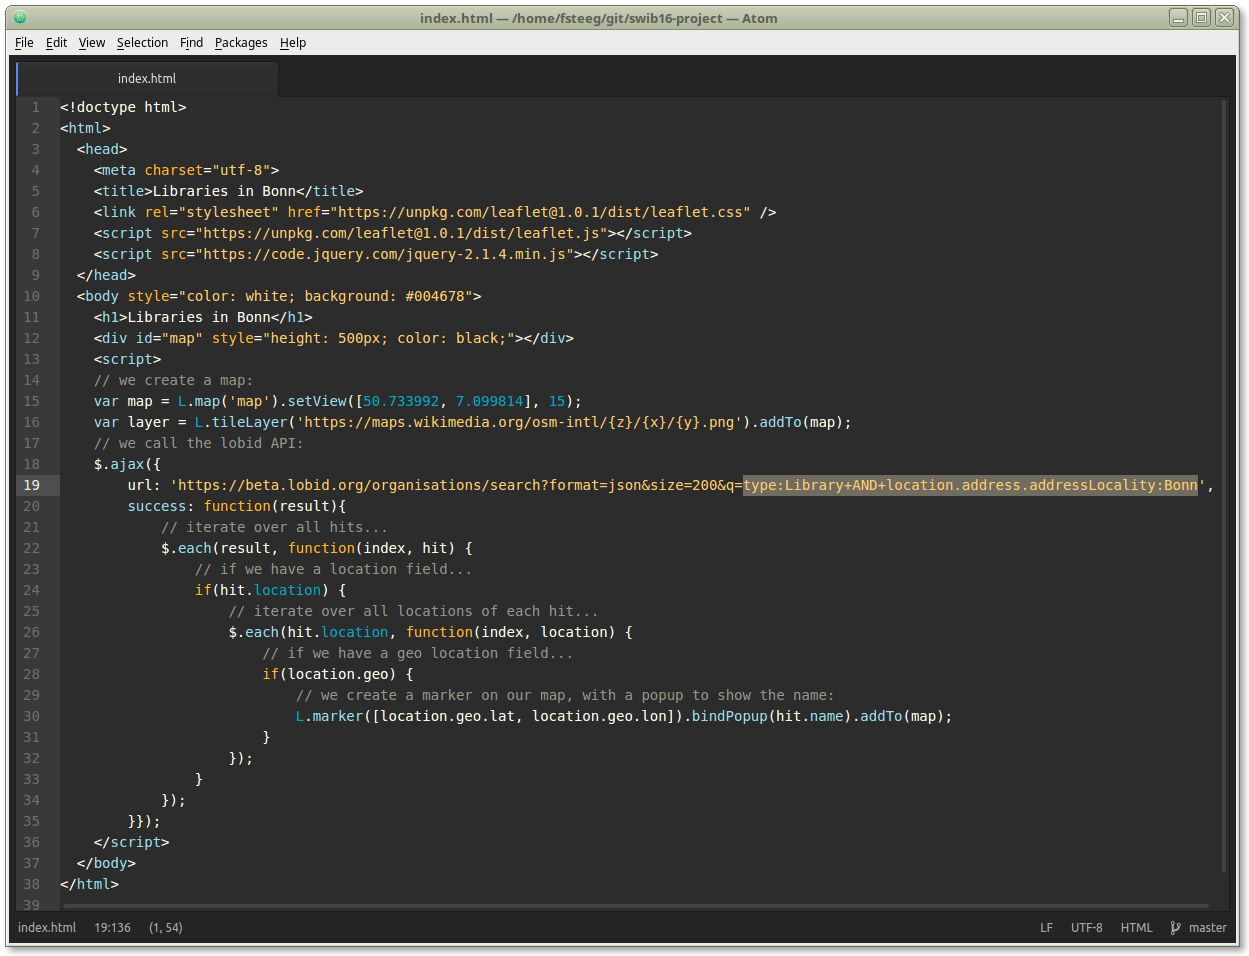 index.html — /home/fsteeg/git/swib16-project — Atom
File Edit View Selection Find Packages Help
index.html
1 <!doctype html>
2 <html>
3   <head>
4     <meta charset="utf-8">
5     <title>Libraries in Bonn</title>
6     <link rel="stylesheet" href="https://unpkg.com/leaflet@1.0.1/dist/leaflet.css" />
7     <script src="https://unpkg.com/leaflet@1.0.1/dist/leaflet.js"></script>
8     <script src="https://code.jquery.com/jquery-2.1.4.min.js"></script>
9   </head>
10   <body style="color: white; background: #004678">
11     <h1>Libraries in Bonn</h1>
12     <div id="map" style="height: 500px; color: black;"></div>
13     <script>
14     // we create a map:
15     var map = L.map('map').setView([50.733992, 7.099814], 15);
16     var layer = L.tileLayer('https://maps.wikimedia.org/osm-intl/{z}/{x}/{y}.png').addTo(map);
17     // we call the lobid API:
18     $.ajax({
19         url: 'https://beta.lobid.org/organisations/search?format=json&size=200&q=type:Library+AND+location.address.addressLocality:Bonn',
20         success: function(result){
21             // iterate over all hits...
22             $.each(result, function(index, hit) {
23                 // if we have a location field...
24                 if(hit.location) {
25                     // iterate over all locations of each hit...
26                     $.each(hit.location, function(index, location) {
27                         // if we have a geo location field...
28                         if(location.geo) {
29                             // we create a marker on our map, with a popup to show the name:
30                             L.marker([location.geo.lat, location.geo.lon]).bindPopup(hit.name).addTo(map);
31                         }
32                     });
33                 }
34             });
35         }});
36     </script>
37   </body>
38 </html>
39
index.html 19:136 (1, 54) LF UTF-8 HTML master